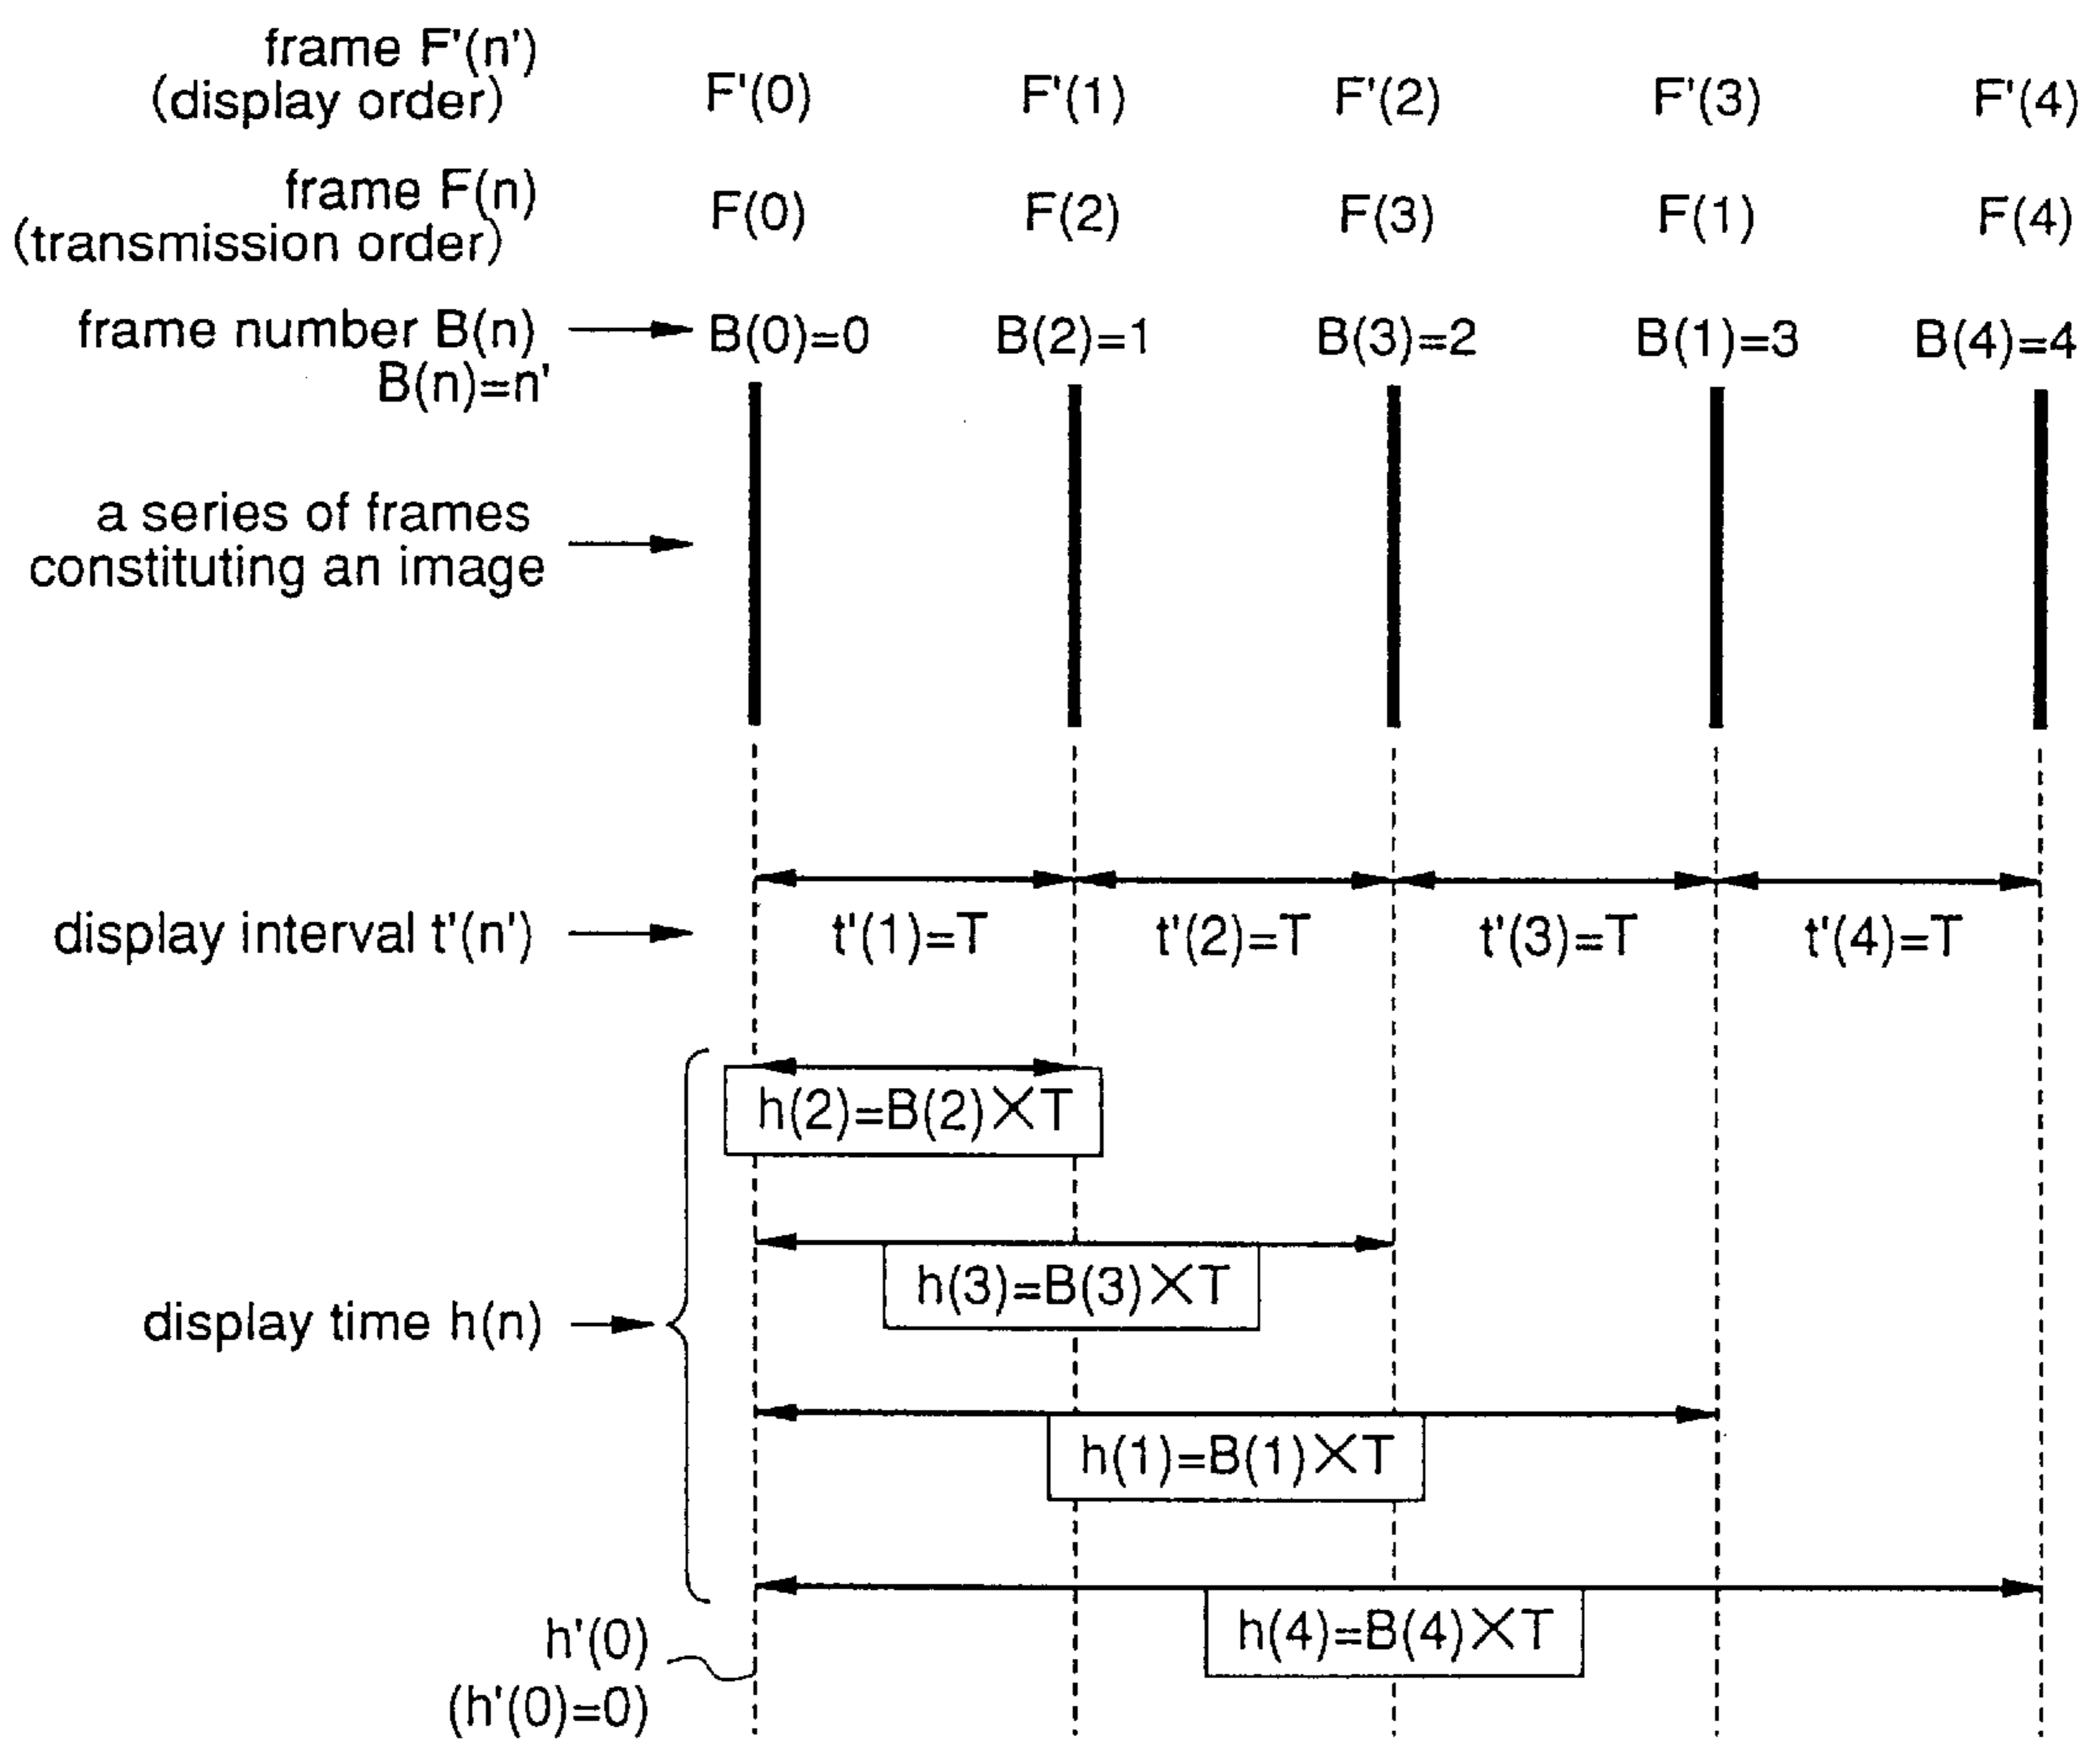 frame F'(n')
(display order)
F'(0) F'(1) F'(2) F'(3) F'(4)
frame F(n)
(transmission order)
F(0) F(2) F(3) F(1) F(4)
frame number B(n)
B(n)=n'
B(0)=0 B(2)=1 B(3)=2 B(1)=3 B(4)=4
a series of frames
constituting an image
display interval t'(n')
t'(1)=T t'(2)=T t'(3)=T t'(4)=T
display time h(n)
h(2)=B(2)×T
h(3)=B(3)×T
h(1)=B(1)×T
h(4)=B(4)×T
h'(0)
(h'(0)=0)